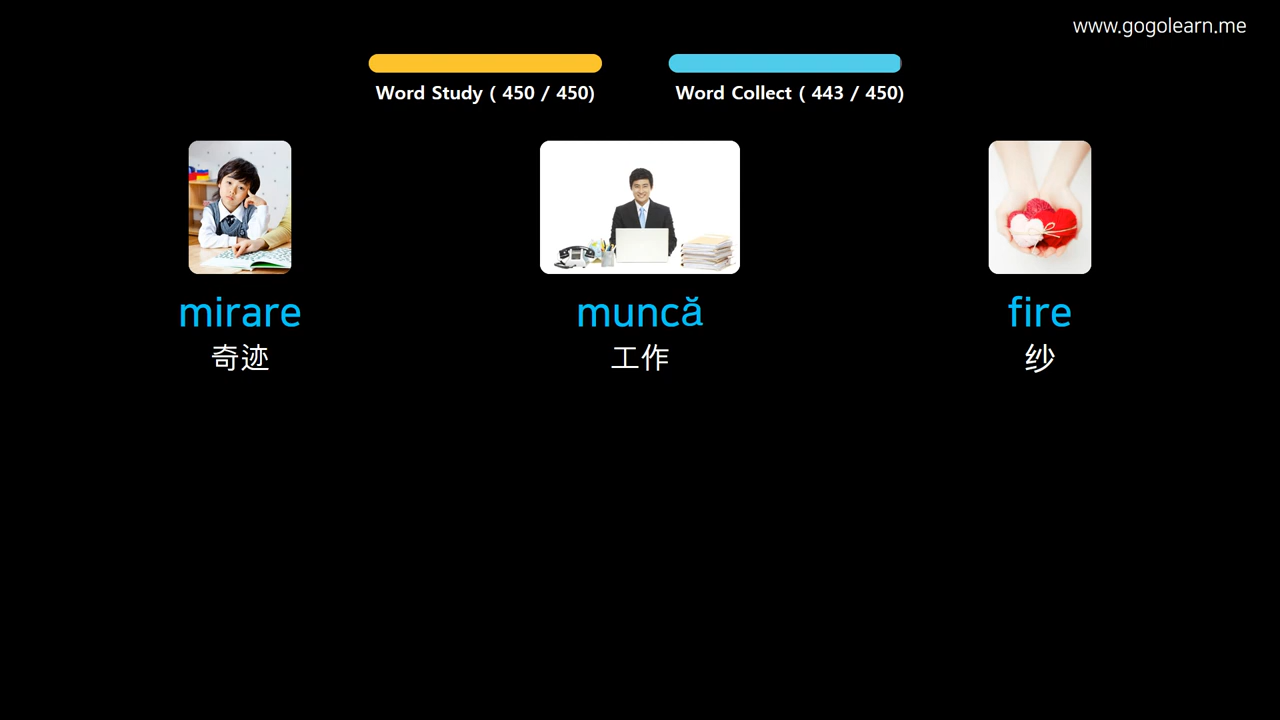 www.gogolearn.me
Word Study ( 450 / 450)
Word Collect ( 443 / 450)
mirare
muncă
fire
奇迹
工作
纱